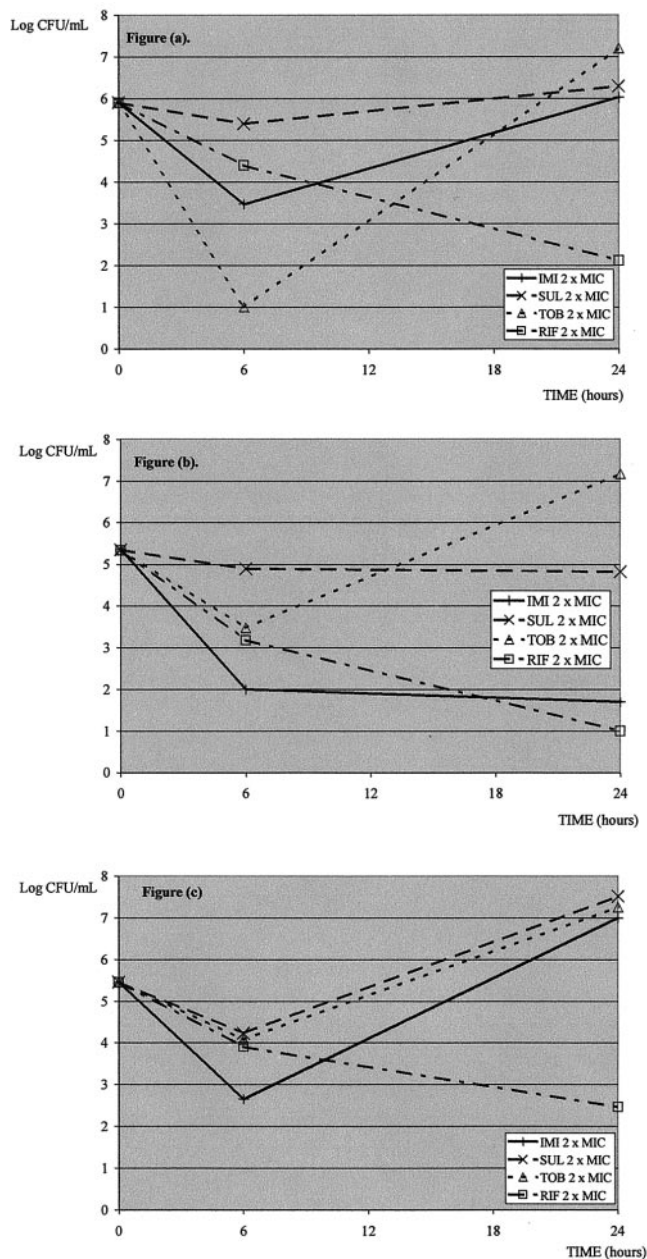 Log CFU/mL
Figure (a).
8
7
6
5
4
3
2
1
0
IMI 2 x MIC
SUL 2 x MIC
TOB 2 x MIC
RIF 2 x MIC
0 6 12 18 24
TIME (hours)
Log CFU/mL
Figure (b).
8
7
6
5
4
3
2
1
0
IMI 2 x MIC
SUL 2 x MIC
TOB 2 x MIC
RIF 2 x MIC
0 6 12 18 24
TIME (hours)
Log CFU/mL
Figure (c)
8
7
6
5
4
3
2
1
0
IMI 2 x MIC
SUL 2 x MIC
TOB 2 x MIC
RIF 2 x MIC
0 6 12 18 24
TIME (hours)